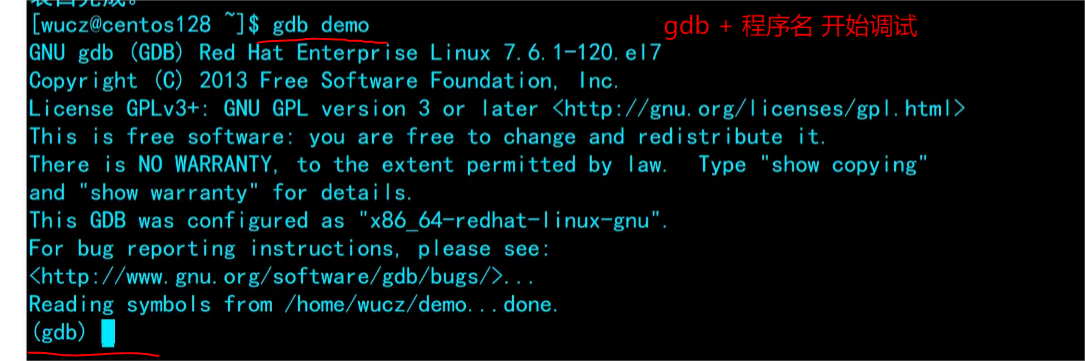 [wucz@centos128 ~]$ gdb demo
gdb + 程序名 开始调试
GNU gdb (GDB) Red Hat Enterprise Linux 7.6.1-120.el7
Copyright (C) 2013 Free Software Foundation, Inc.
License GPLv3+: GNU GPL version 3 or later <http://gnu.org/licenses/gpl.html>
This is free software: you are free to change and redistribute it.
There is NO WARRANTY, to the extent permitted by law.  Type "show copying"
and "show warranty" for details.
This GDB was configured as "x86_64-redhat-linux-gnu".
For bug reporting instructions, please see:
<http://www.gnu.org/software/gdb/bugs/>...
Reading symbols from /home/wucz/demo...done.
(gdb)